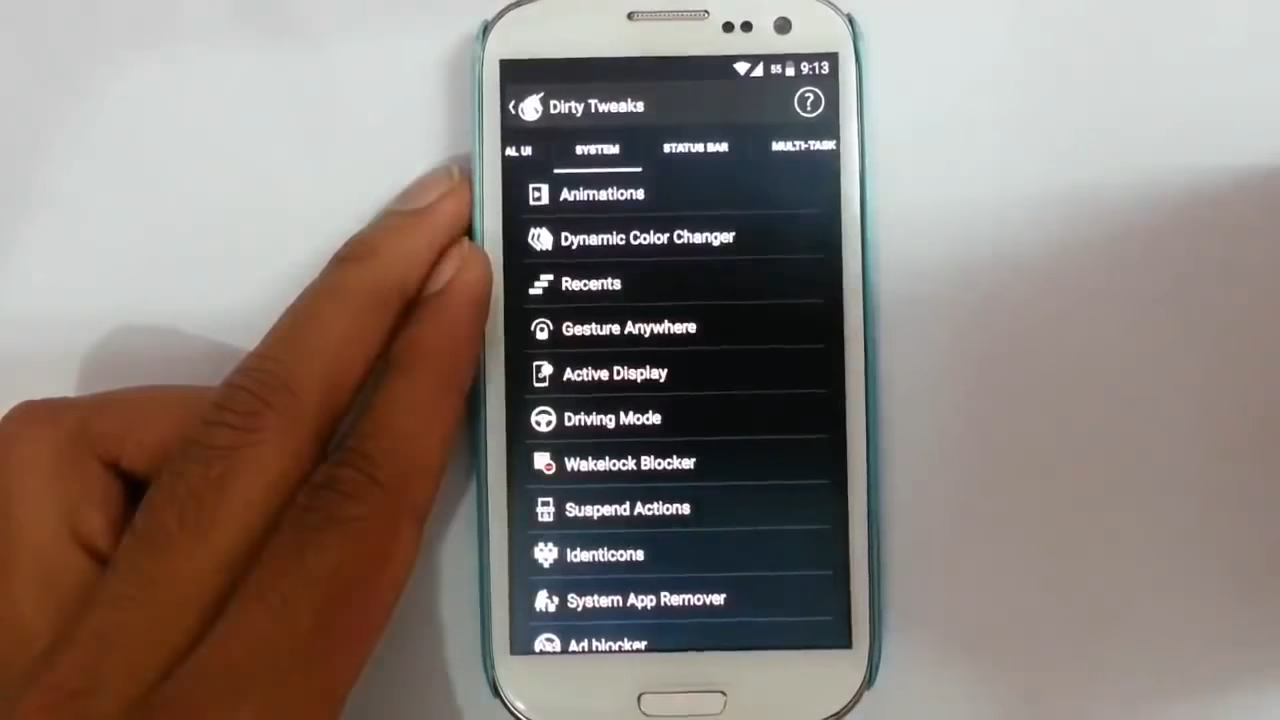 55 9:13
Dirty Tweaks ?
AL UI SYSTEM STATUS BAR MULTI-TASK
Animations
Dynamic Color Changer
Recents
Gesture Anywhere
Active Display
Driving Mode
Wakelock Blocker
Suspend Actions
Identicons
System App Remover
Ad blocker